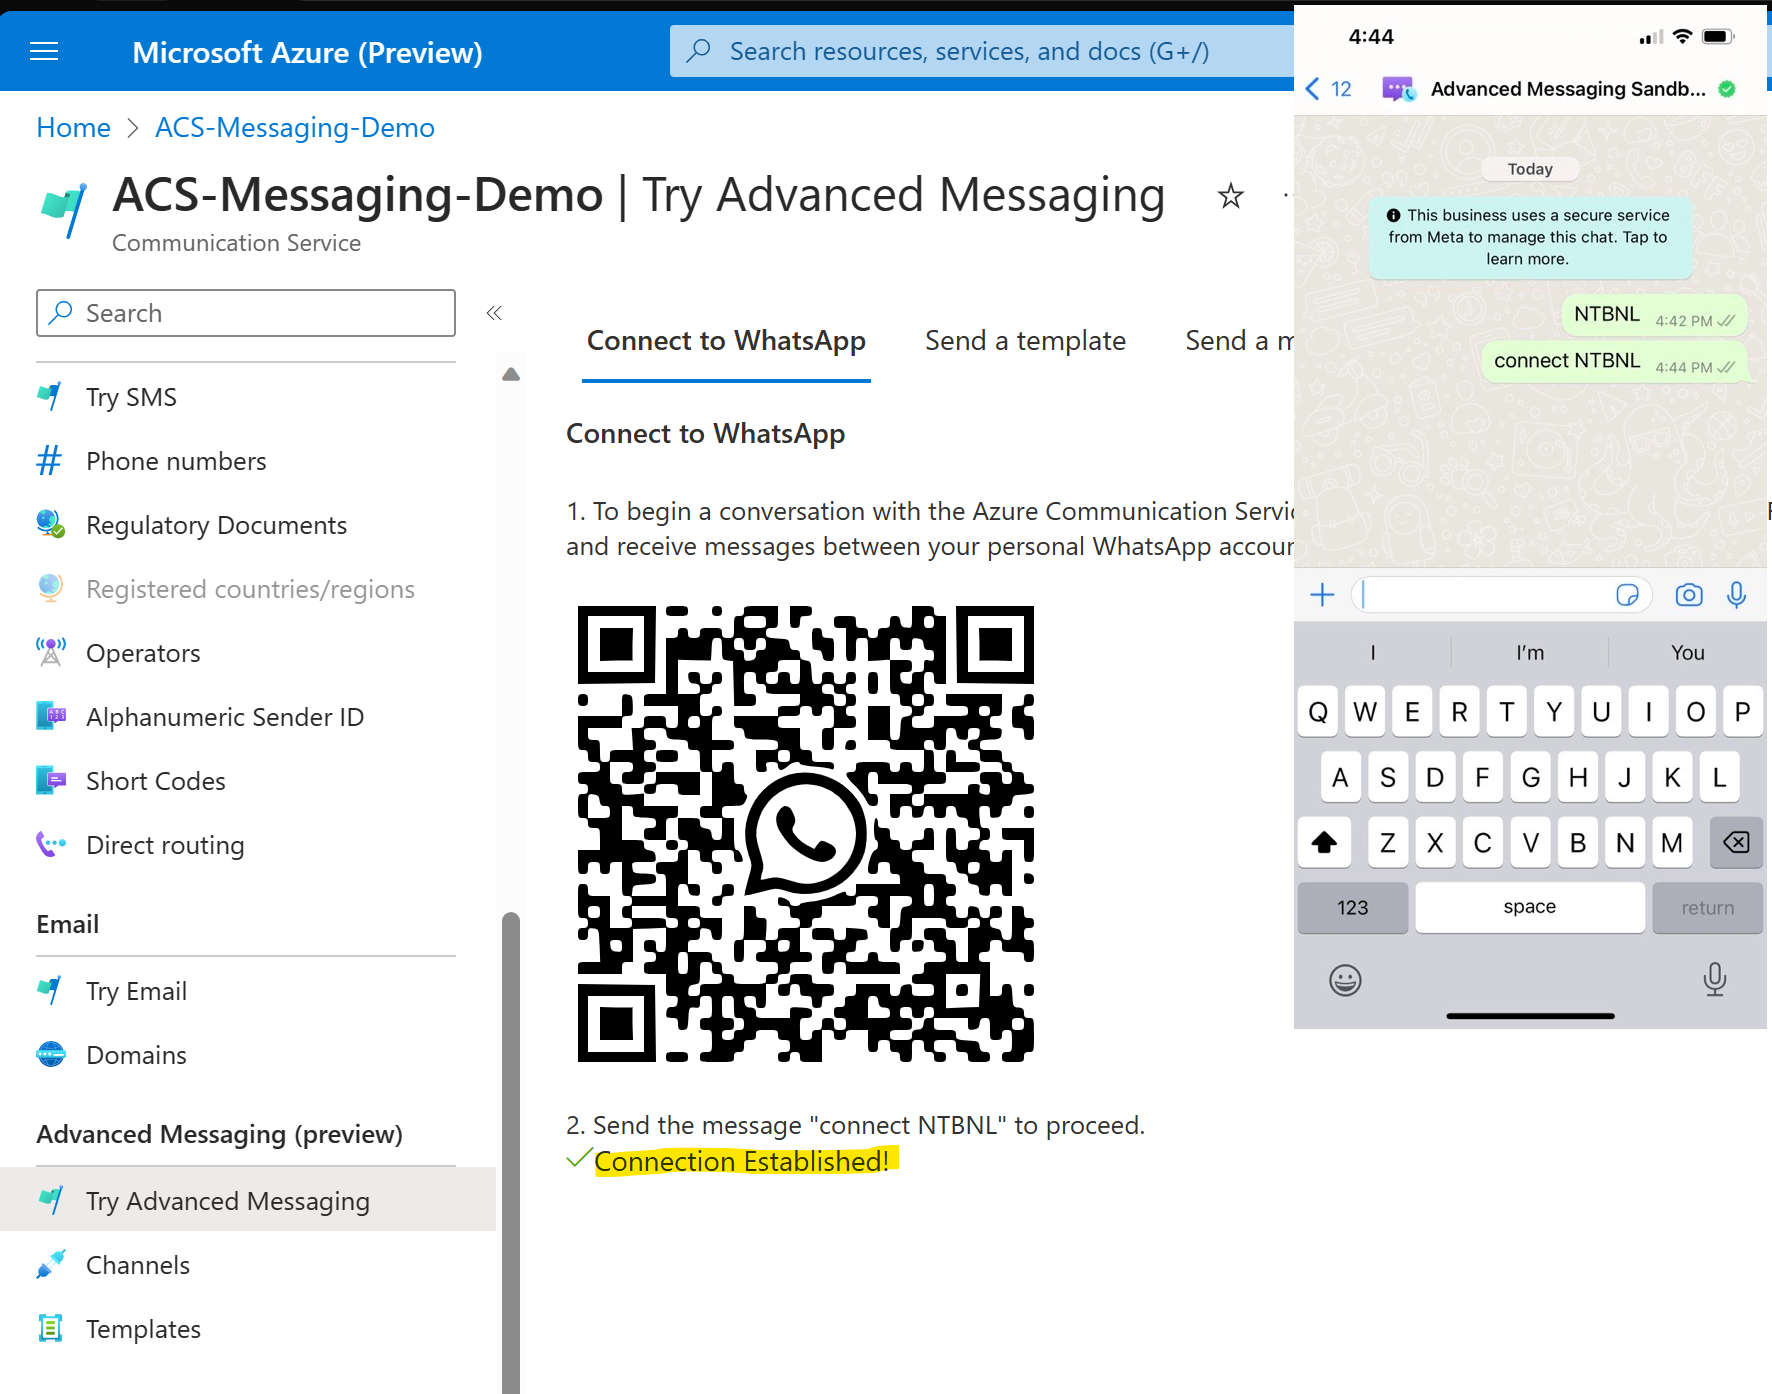 Microsoft Azure (Preview)
Search resources, services, and docs (G+/)
Home > ACS-Messaging-Demo
ACS-Messaging-Demo | Try Advanced Messaging
Communication Service
Search
Try SMS
Phone numbers
Regulatory Documents
Registered countries/regions
Operators
Alphanumeric Sender ID
Short Codes
Direct routing
Email
Try Email
Domains
Advanced Messaging (preview)
Try Advanced Messaging
Channels
Templates
Connect to WhatsApp
Send a template
Send a
Connect to WhatsApp
1. To begin a conversation with the Azure Communication
and receive messages between your personal WhatsApp
2. Send the message "connect NTBNL" to proceed.
Connection Established!
4:44
12
Advanced Messaging Sandb...
Today
This business uses a secure service
from Meta to manage this chat. Tap to
learn more.
NTBNL 4:42 PM
connect NTBNL 4:44 PM
I I'm You
Q W E R T Y U I O P
A S D F G H J K L
Z X C V B N M
123 space return